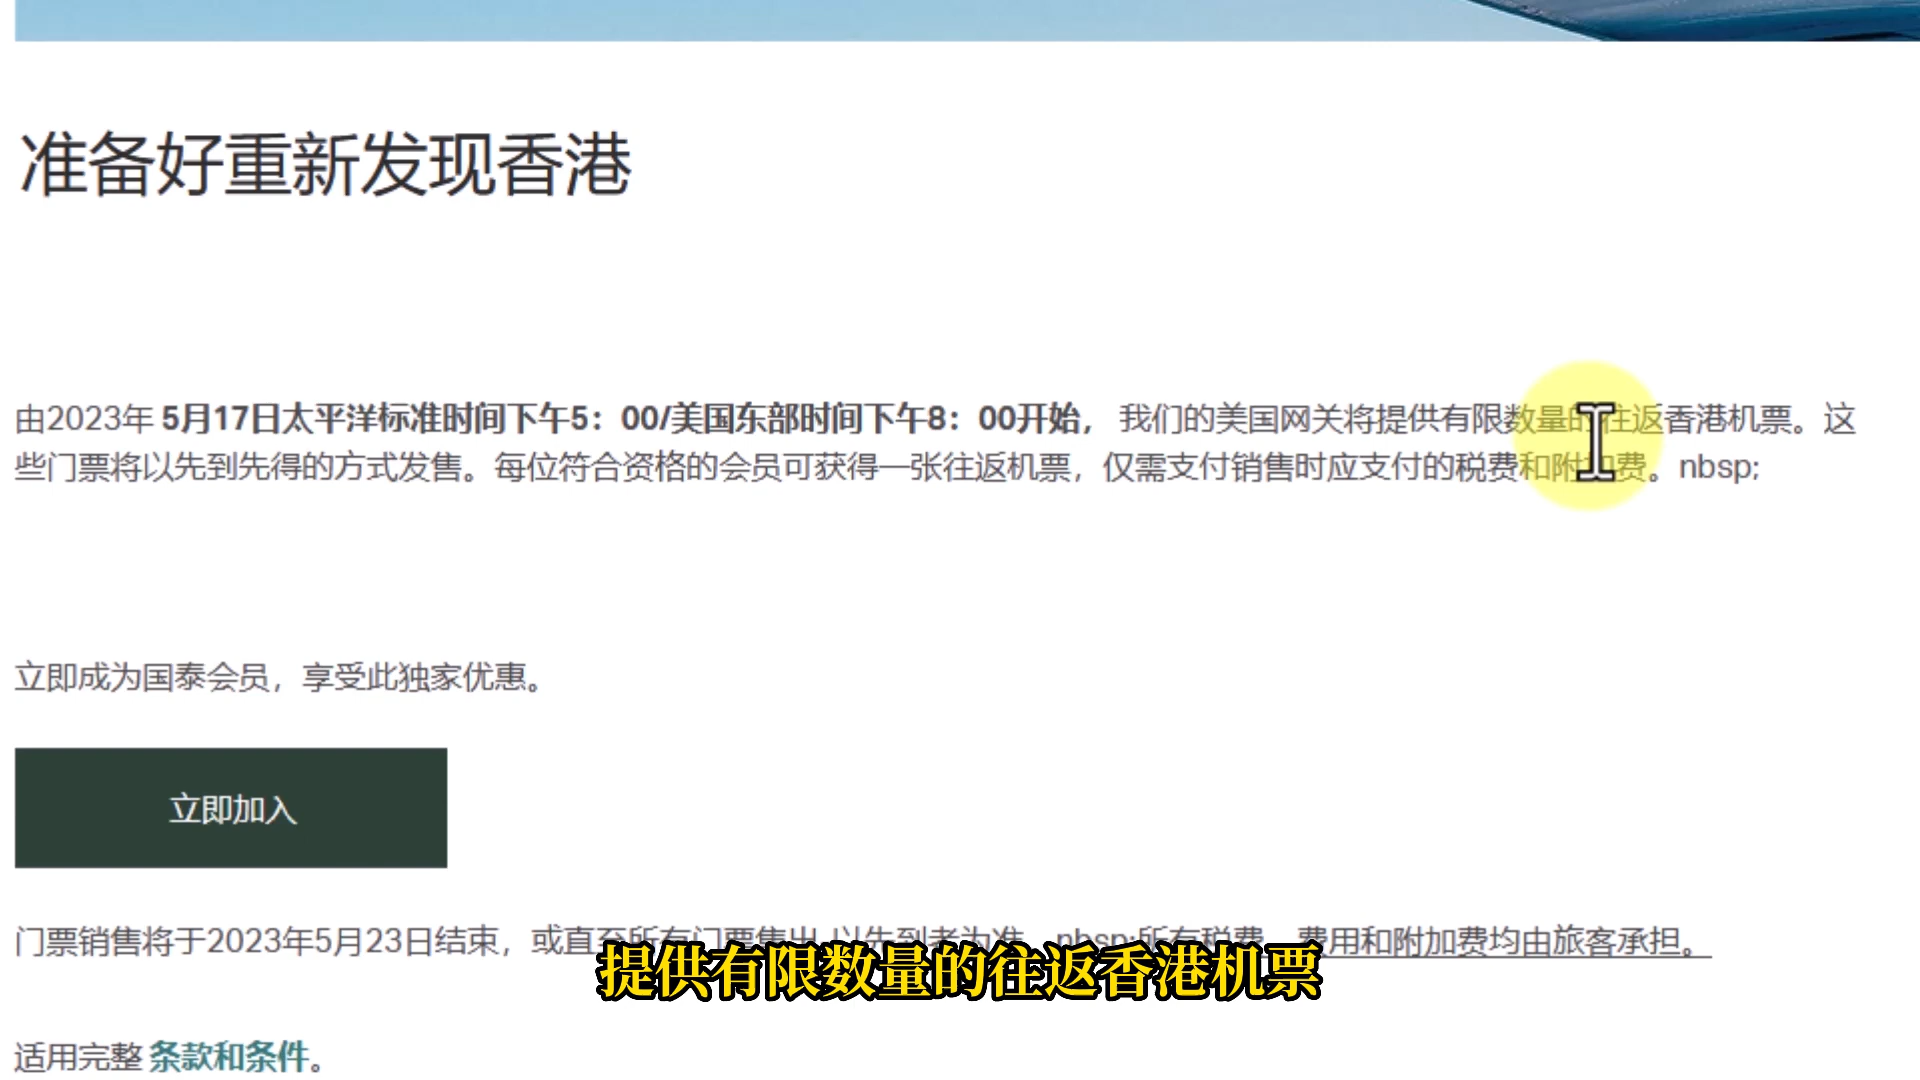 准备好重新发现香港
由2023年 5月17日太平洋标准时间下午5：00/美国东部时间下午8：00开始， 我们的美国网关将提供有限数量的往返香港机票。这
些门票将以先到先得的方式发售。每位符合资格的会员可获得一张往返机票，仅需支付销售时应支付的税费和附加费。nbsp;
立即成为国泰会员，享受此独家优惠。
立即加入
门票销售将于2023年5月23日结束，或直至所有门票售出-以先到者为准。nbsp;所有税费、费用和附加费均由旅客承担。
提供有限数量的往返香港机票
适用完整 条款和条件。